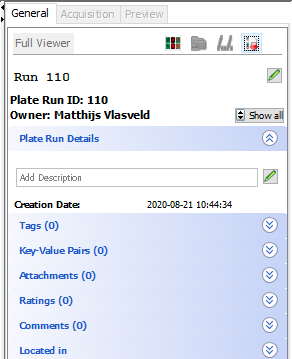 General Acquisition Preview
Full Viewer
Run 110
Plate Run ID: 110
Owner: Matthijs Vlasveld
Show all
Plate Run Details
Add Description
Creation Date: 2020-08-21 10:44:34
Tags (0)
Key-Value Pairs (0)
Attachments (0)
Ratings (0)
Comments (0)
Located in